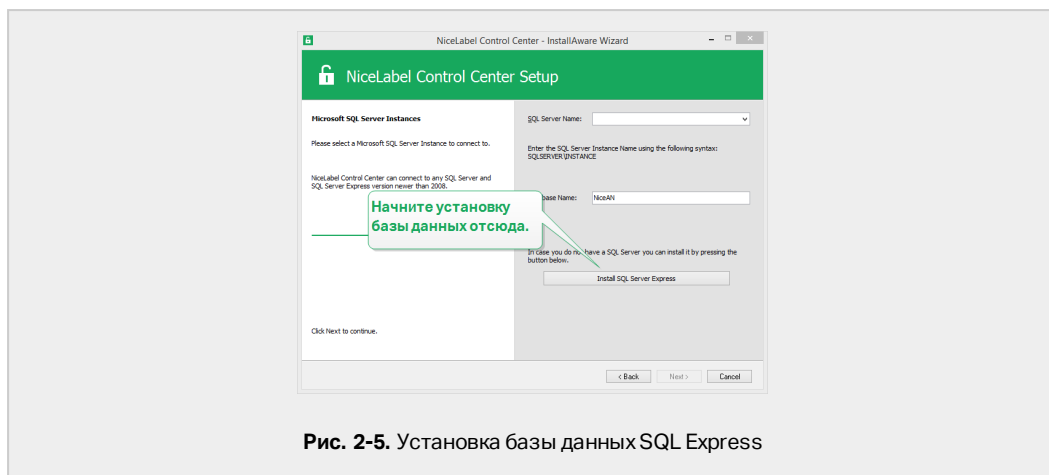 NiceLabel Control Center - InstallAware Wizard
NiceLabel Control Center Setup
Microsoft SQL Server Instances
Please select a Microsoft SQL Server Instance to connect to.
NiceLabel Control Center can connect to any SQL Server and
SQL Server Express version newer than 2008.
Click Next to continue.
SQL Server Name:
Enter the SQL Server Instance Name using the following syntax:
SQLSERVER\INSTANCE
base Name: NiceAN
Начните установку
базы данных отсюда.
In case you do not have a SQL Server you can install it by pressing the
button below.
Install SQL Server Express
< Back Next > Cancel
Рис. 2-5. Установка базы данных SQL Express